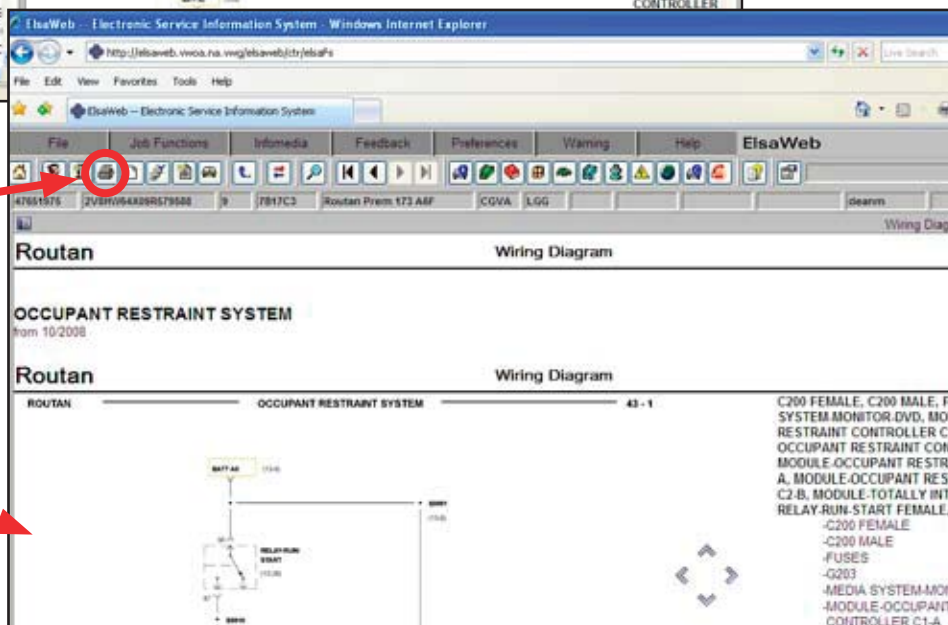 CONTROLLER
ElsaWeb -- Electronic Service Information System - Windows Internet Explorer
http://elsaweb.vwoa.na.vwg/elsaweb/ctr/elsaFs
Live Search
File Edit View Favorites Tools Help
ElsaWeb -- Electronic Service Information System
File Job Functions Infomedia Feedback Preferences Warning Help ElsaWeb
9 7B17C3 Routan Prem 173 A6F CGVA LGG deanm
Wiring Diag
Routan Wiring Diagram
OCCUPANT RESTRAINT SYSTEM
from 10/2008
Routan Wiring Diagram
ROUTAN OCCUPANT RESTRAINT SYSTEM 43 - 1
C200 FEMALE, C200 MALE, F
SYSTEM-MONITOR-DVD, MO
RESTRAINT CONTROLLER C
OCCUPANT RESTRAINT CON
MODULE-OCCUPANT RESTR
A, MODULE-OCCUPANT RES
C2-B, MODULE-TOTALLY INT
RELAY-RUN-START FEMALE
-C200 FEMALE
-C200 MALE
-FUSES
-G203
-MEDIA SYSTEM-MON
-MODULE-OCCUPANT
CONTROLLER C1-A
BATT A0
RELAY-RUN
START